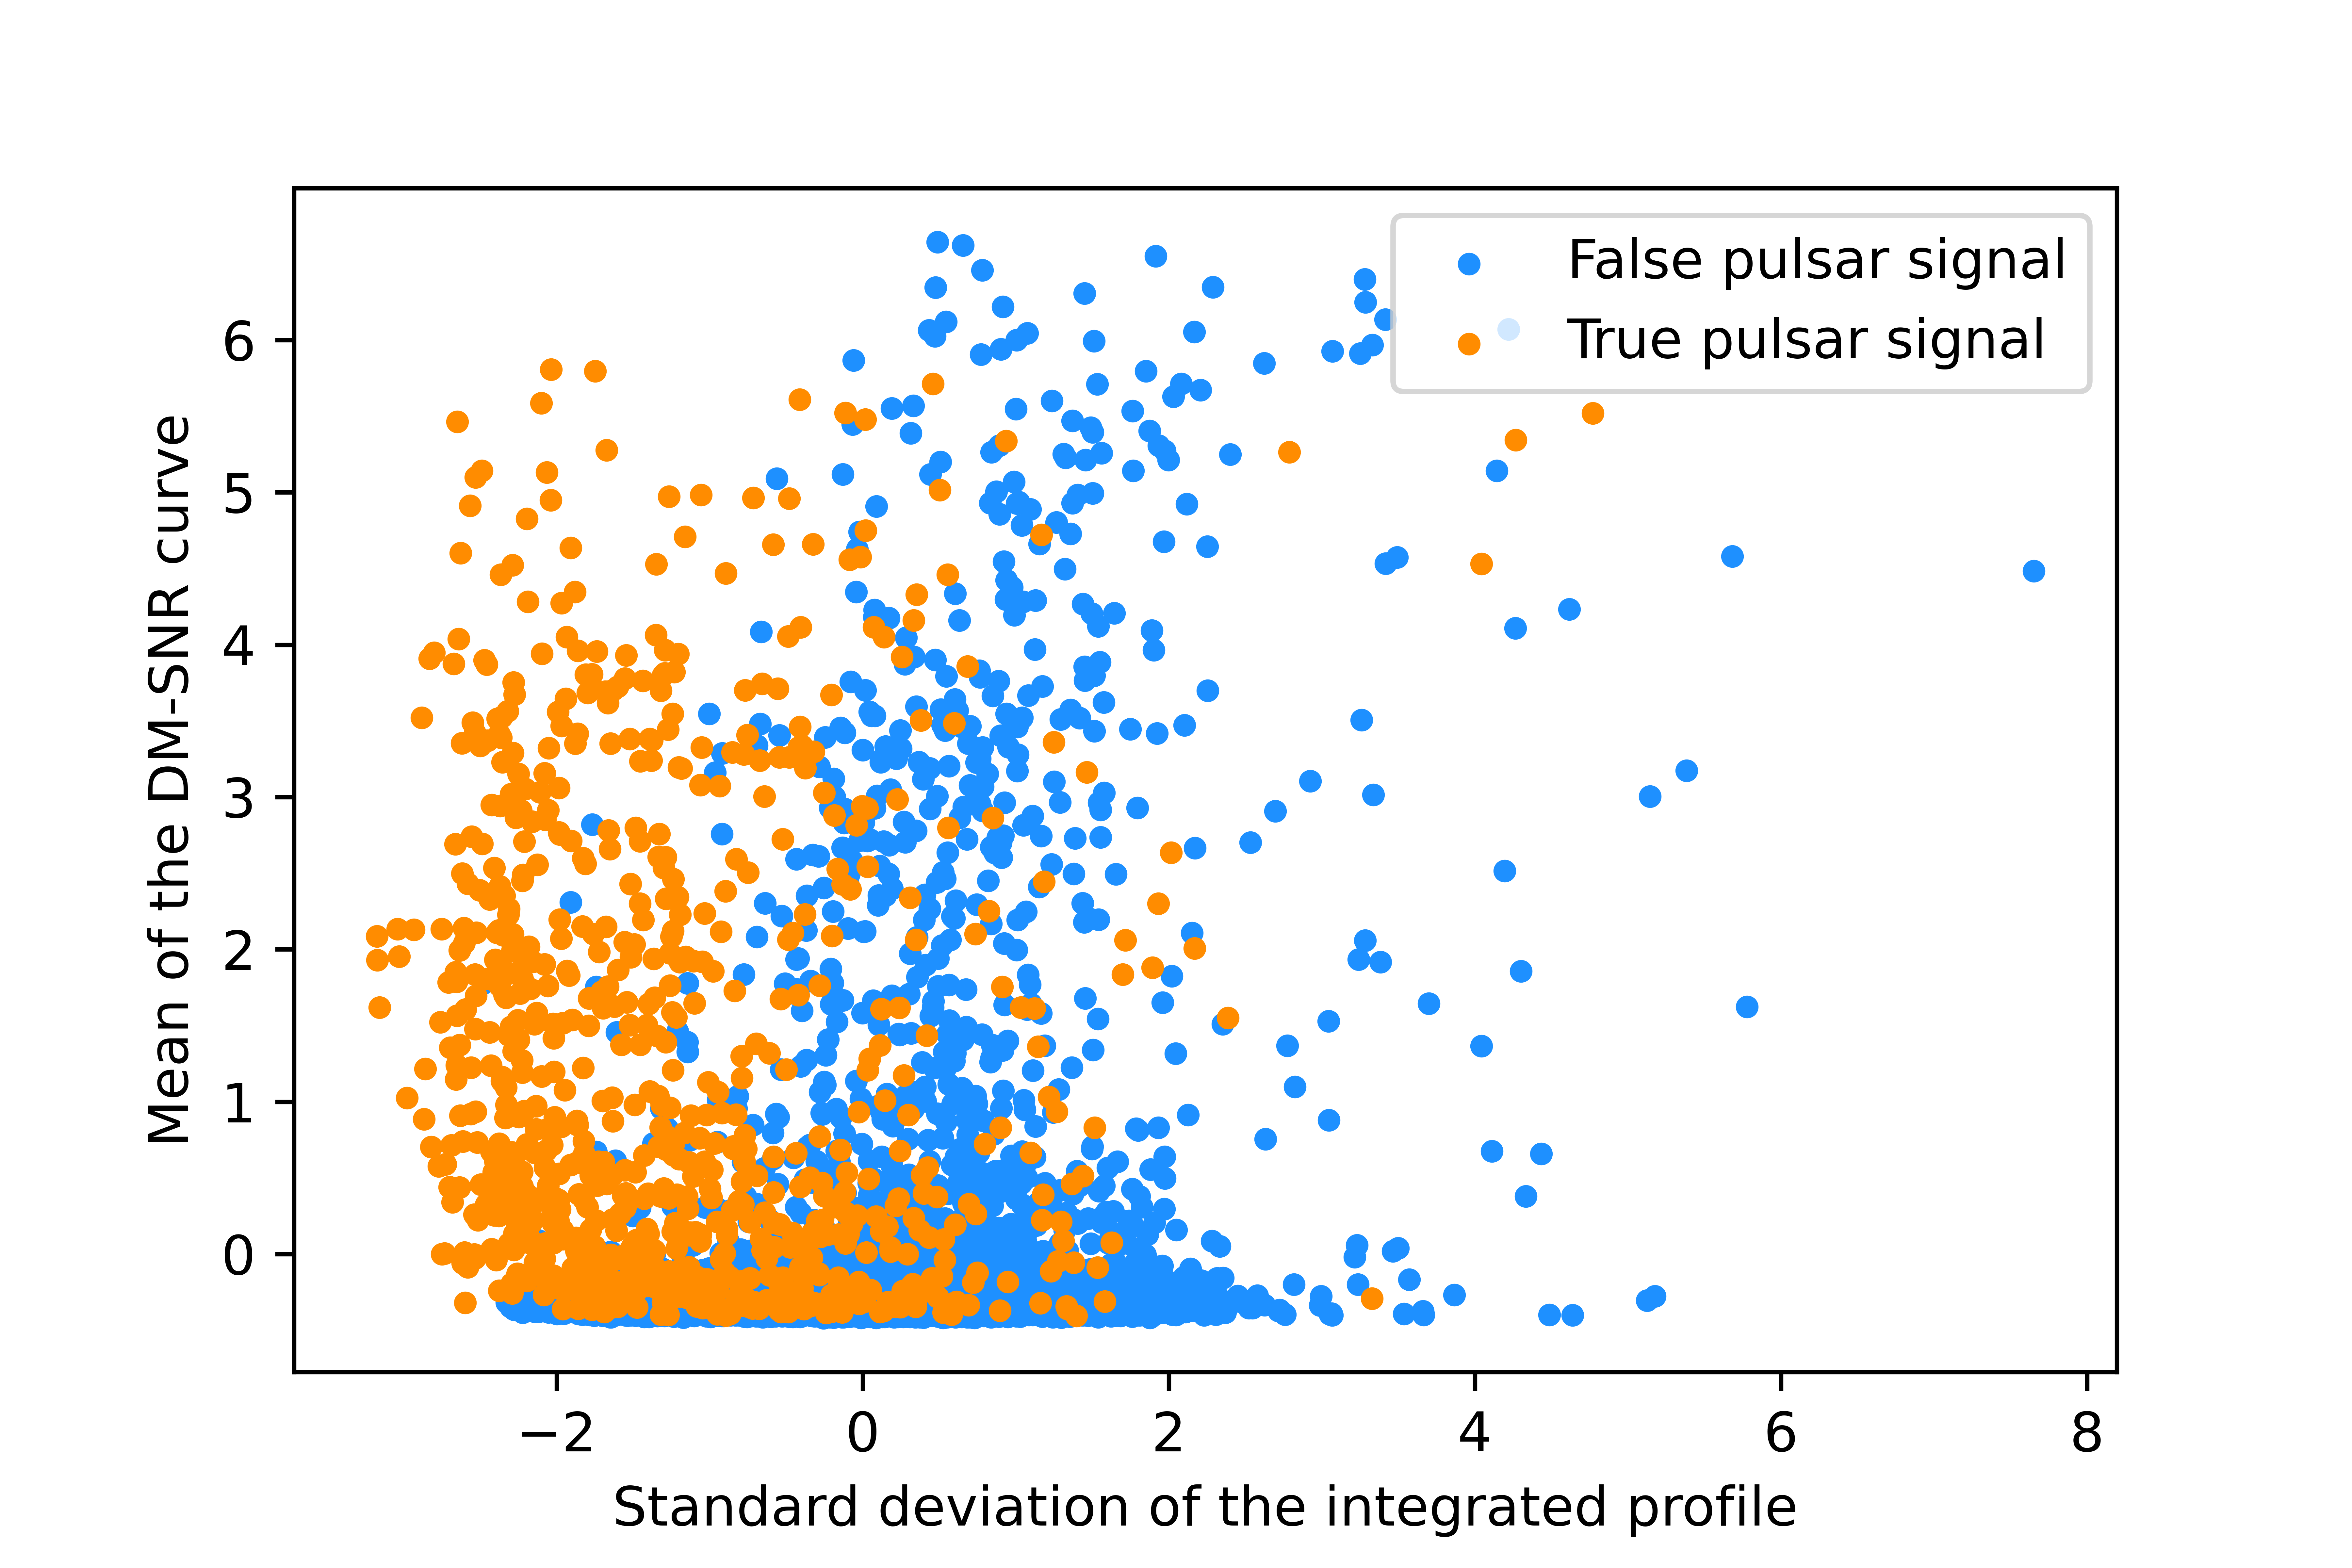 False pulsar signal
True pulsar signal
6
5
4
3
2
1
0
Mean of the DM-SNR curve
−2 0 2 4 6 8
Standard deviation of the integrated profile